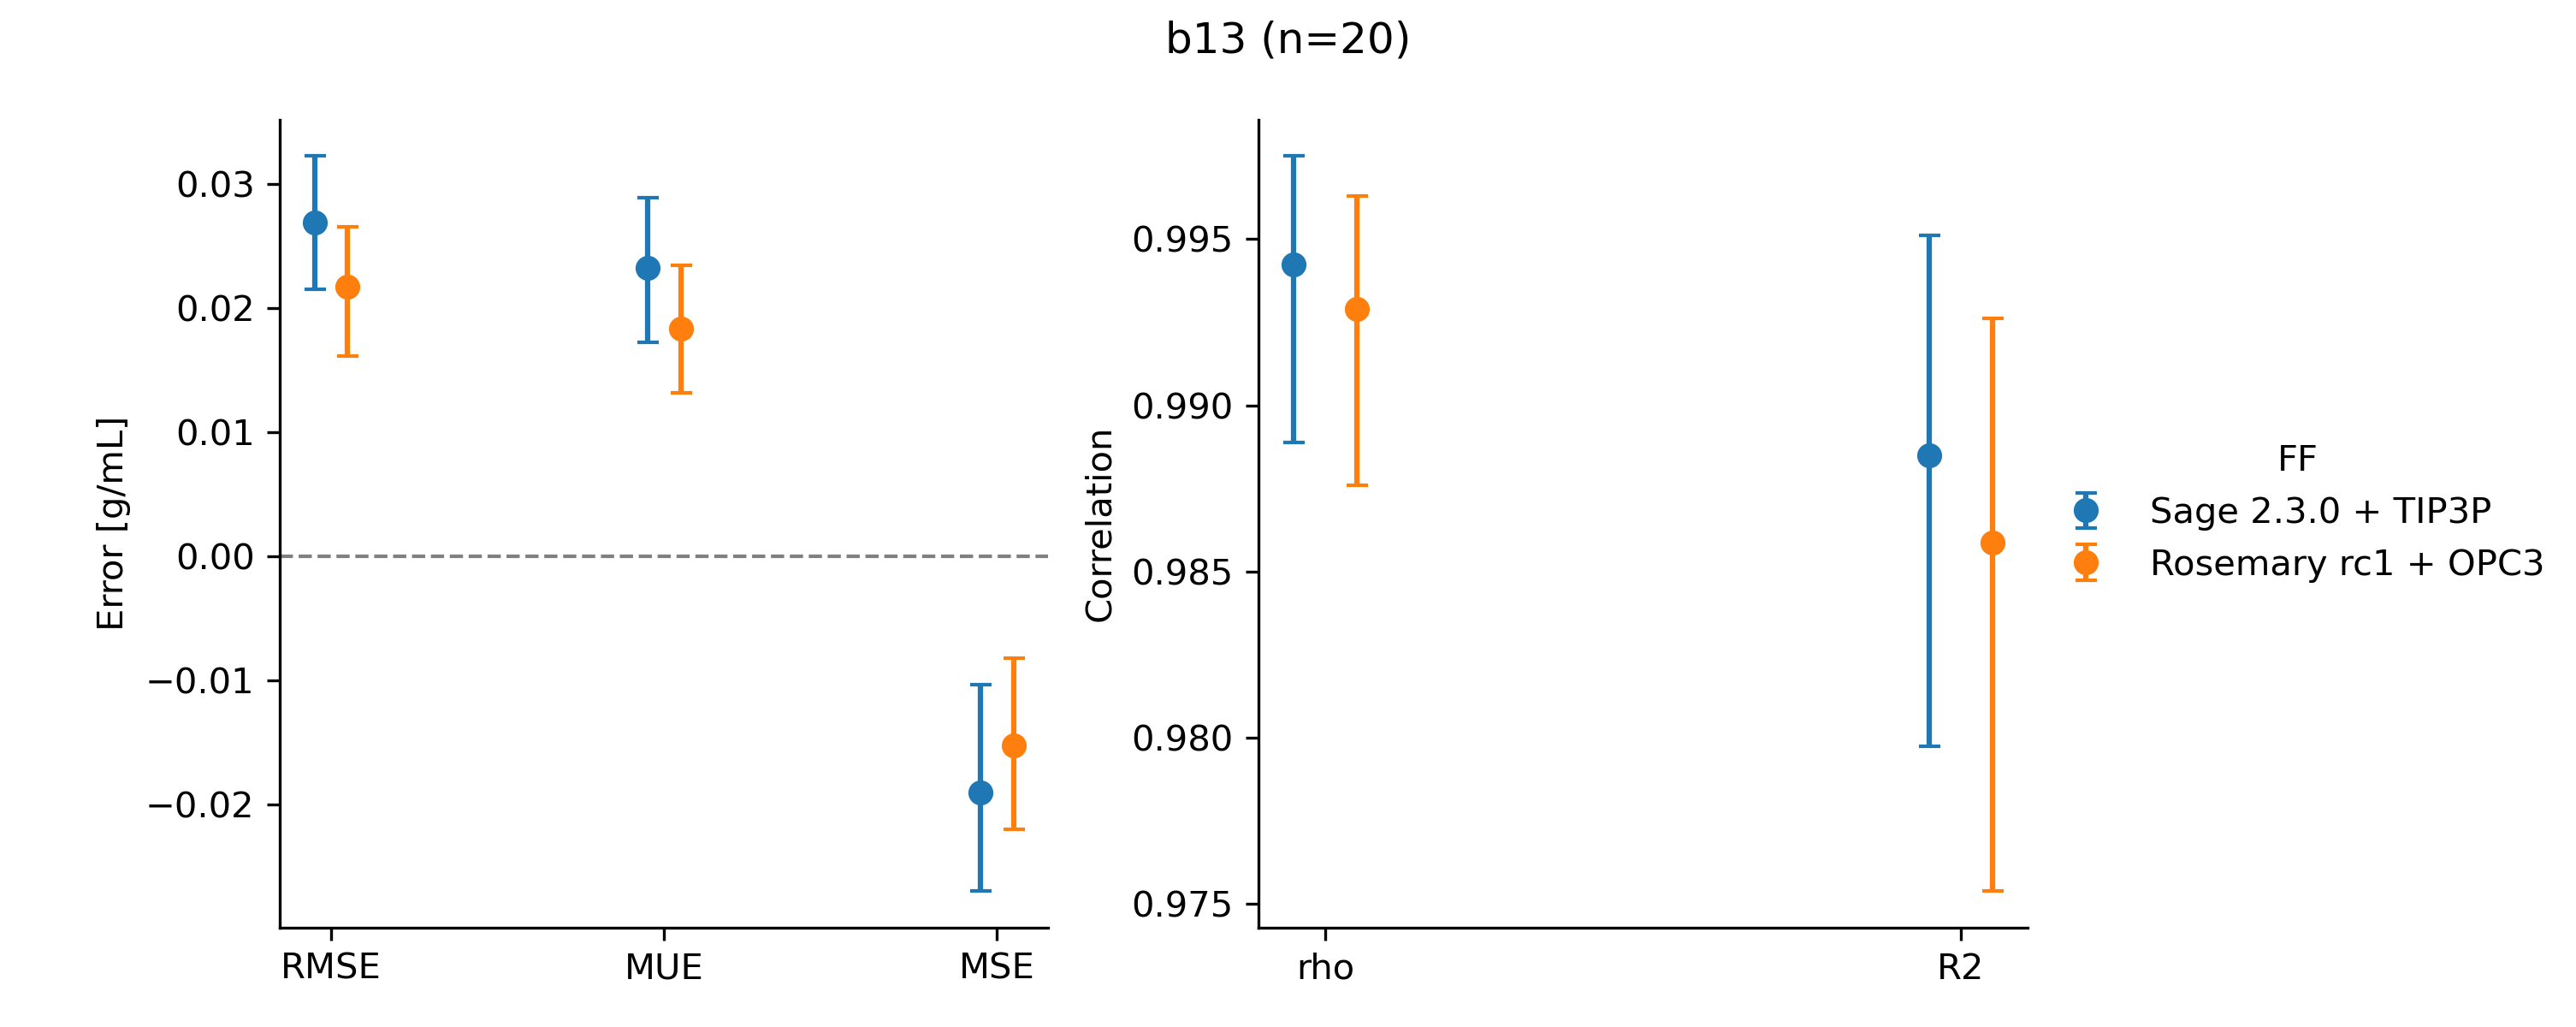 b13 (n=20)
Error [g/mL]
0.03
0.02
0.01
0.00
−0.01
−0.02
RMSE
MUE
MSE
Correlation
0.995
0.990
0.985
0.980
0.975
rho
R2
FF
Sage 2.3.0 + TIP3P
Rosemary rc1 + OPC3